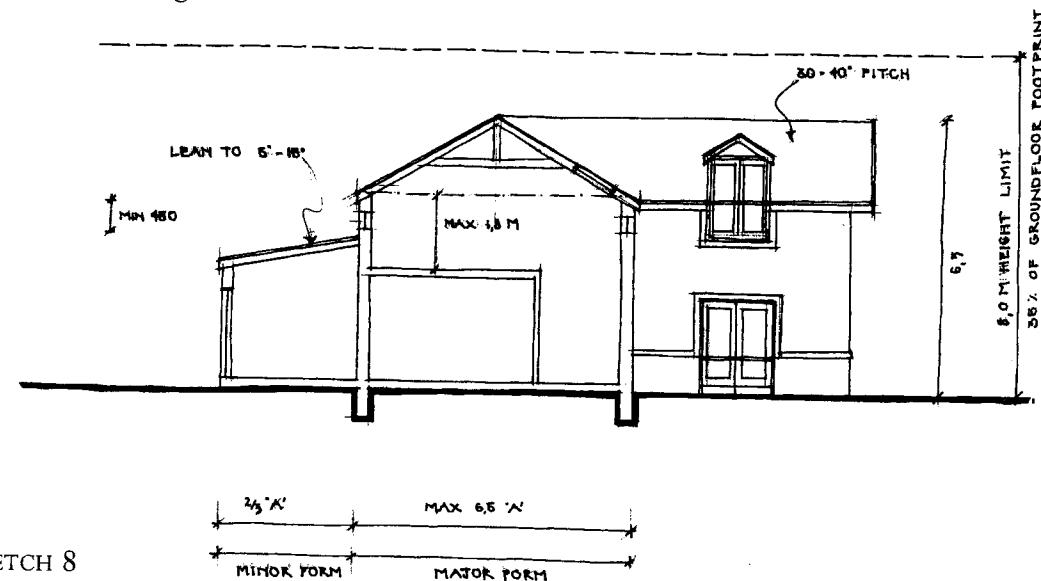 30-40° PITCH
LEAN TO 5°-15°
MIN 450
MAX 1,8 M
6,5
8,0 M HEIGHT LIMIT
35% OF GROUNDFLOOR FOOTPRINT
2/3 'A'
MAX 6,5 'A'
MINOR FORM
MAJOR FORM
ETCH 8